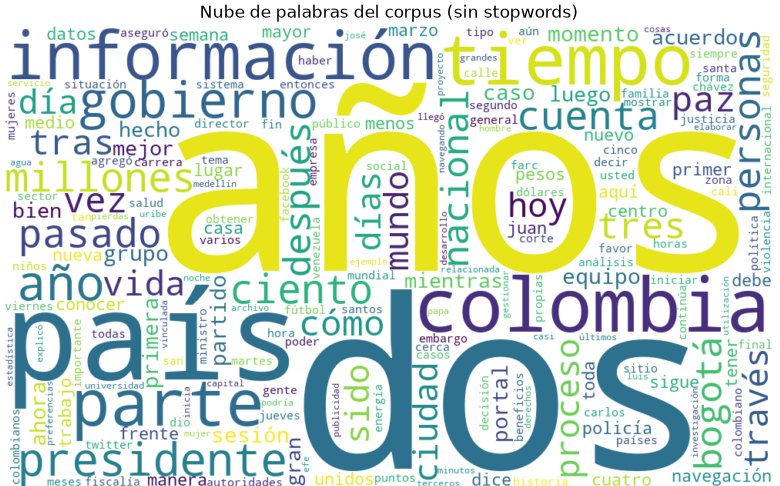 Nube de palabras del corpus (sin stopwords)
datos
aseguró
semana
mayor
haber
josé
marzo
tipo
ver
aún
momento
acuerdo
cosas
siempre
santa
información
tiempo
proyecto
grandes
calle
forma
chávez
seguridad
mujeres
servicio
situación
sistema
entonces
caso
luego
familia
mostrar
paz
personas
día
gobierno
cuenta
medio
hecho
director
fin
público
menos
segundo
general
nuevo
justicia
elaborar
internacional
tras
mejor
agua
agregó
carrera
tema
empresa
llegó
navegando
hombre
cinco
decir
primer
millones
lugar
medellín
facebook
después
social
días
mundo
nacional
farc
pesos
dólares
usted
aquí
zona
cali
violencia
política
años
vez
bien
sector
salud
uribe
tan
pierdas
obtener
casa
varios
venezuela
hoy
juan
corte
tres
centro
favor
horas
pasado
nueva
grupo
niños
noche
ejemplo
mundial
desarrollo
relacionada
análisis
equipo
iniciar
debe
año
vida
ciento
mientras
gestionar
propias
continúa
utilización
viernes
conocer
partido
archivo
fútbol
santos
cómo
papa
colombia
país
primera
estadística
explicó
importante
todas
vinculada
ministro
hora
poder
martes
embargo
cerca
casos
casi
últimos
dos
san
parte
universidad
capital
gente
publicidad
sido
energía
ciudad
decisión
portal
beneficios
derechos
proceso
toda
sitio
luis
sigue
bogotá
tener
final
través
colombianos
ahora
preferencias
trabajo
twitter
dio
inicia
mujer
podría
jueves
carlos
policía
países
investigación
colombiano
frente
sesión
gran
presidente
efe
unidos
puntos
minutos
terceros
dice
historia
cuatro
navegación
meses
fiscalía
manera
autoridades